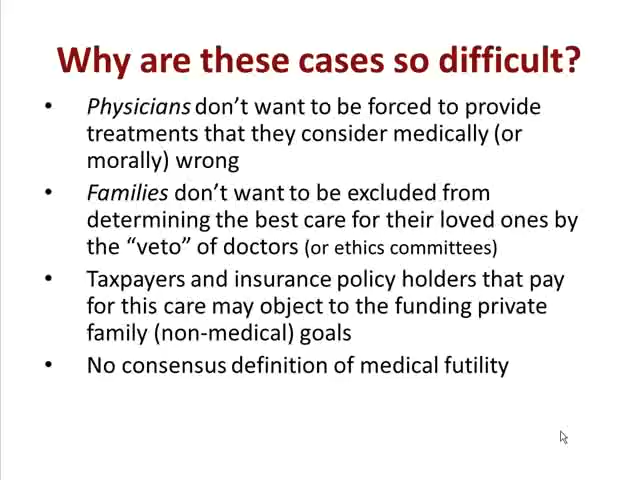 Why are these cases so difficult?
• Physicians don't want to be forced to provide
treatments that they consider medically (or
morally) wrong
• Families don't want to be excluded from
determining the best care for their loved ones by
the “veto” of doctors (or ethics committees)
• Taxpayers and insurance policy holders that pay
for this care may object to the funding private
family (non-medical) goals
• No consensus definition of medical futility